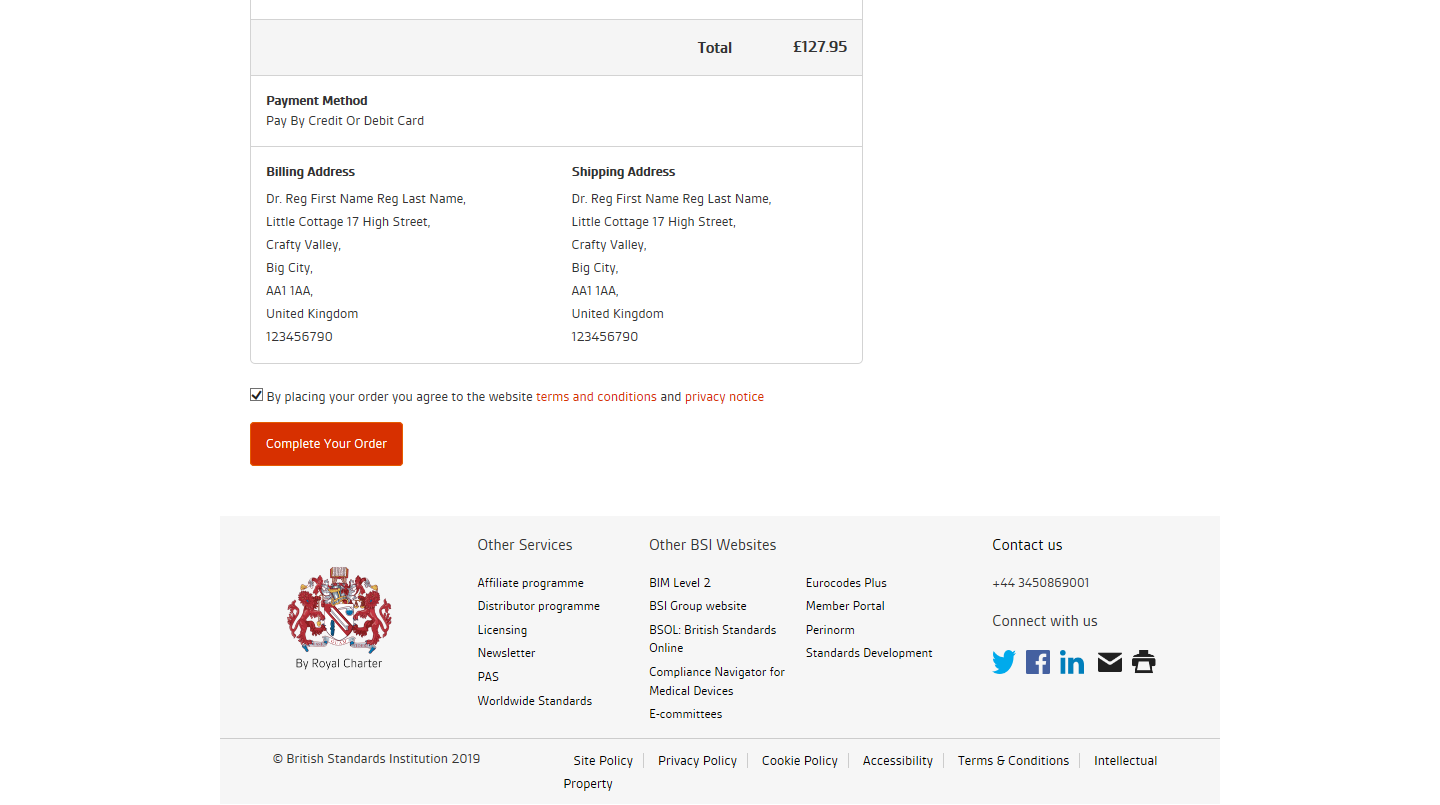 Total £127.95
Payment Method
Pay By Credit Or Debit Card
Billing Address
Dr. Reg First Name Reg Last Name,
Little Cottage 17 High Street,
Crafty Valley,
Big City,
AA1 1AA,
United Kingdom
123456790
Shipping Address
Dr. Reg First Name Reg Last Name,
Little Cottage 17 High Street,
Crafty Valley,
Big City,
AA1 1AA,
United Kingdom
123456790
By placing your order you agree to the website terms and conditions and privacy notice
Complete Your Order
By Royal Charter
Other Services
Affiliate programme
Distributor programme
Licensing
Newsletter
PAS
Worldwide Standards
Other BSI Websites
BIM Level 2
BSI Group website
BSOL: British Standards
Online
Compliance Navigator for
Medical Devices
E-committees
Eurocodes Plus
Member Portal
Perinorm
Standards Development
Contact us
+44 3450869001
Connect with us
© British Standards Institution 2019
Site Policy Privacy Policy Cookie Policy Accessibility Terms & Conditions Intellectual
Property